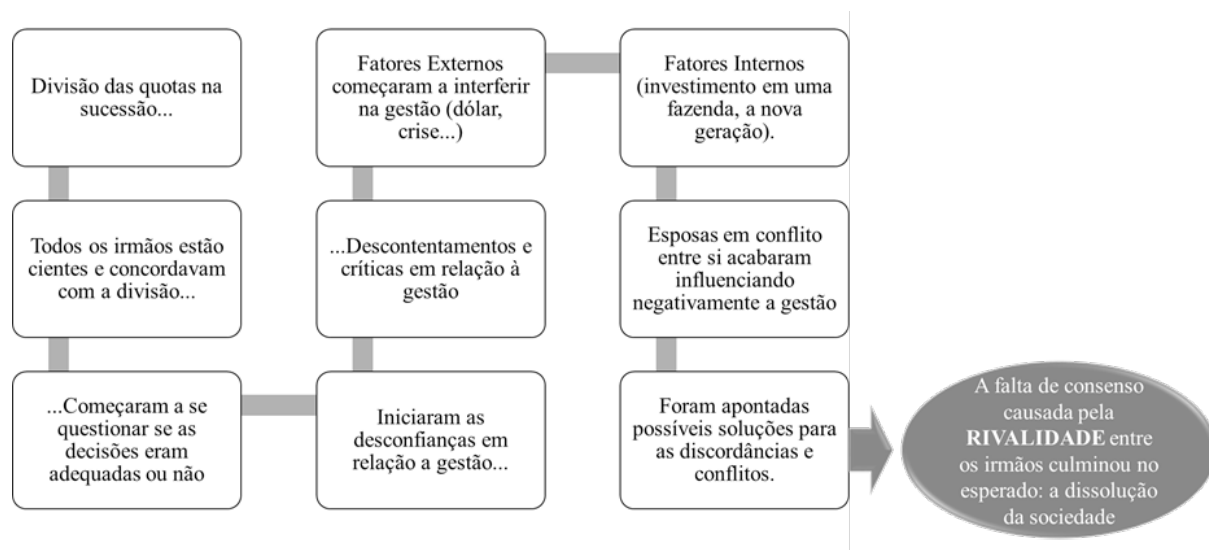 Divisão das quotas na
sucessão...
Todos os irmãos estão
cientes e concordavam
com a divisão...
...Começaram a se
questionar se as
decisões eram
adequadas ou não
Iniciaram as
desconfianças em
relação a gestão...
...Descontentamentos e
críticas em relação à
gestão
Fatores Externos
começaram a interferir
na gestão (dólar,
crise...)
Fatores Internos
(investimento em uma
fazenda, a nova
geração).
Esposas em conflito
entre si acabaram
influenciando
negativamente a gestão
Foram apontadas
possíveis soluções para
as discordâncias e
conflitos.
A falta de consenso
causada pela
RIVALIDADE entre
os irmãos culminou no
esperado: a dissolução
da sociedade